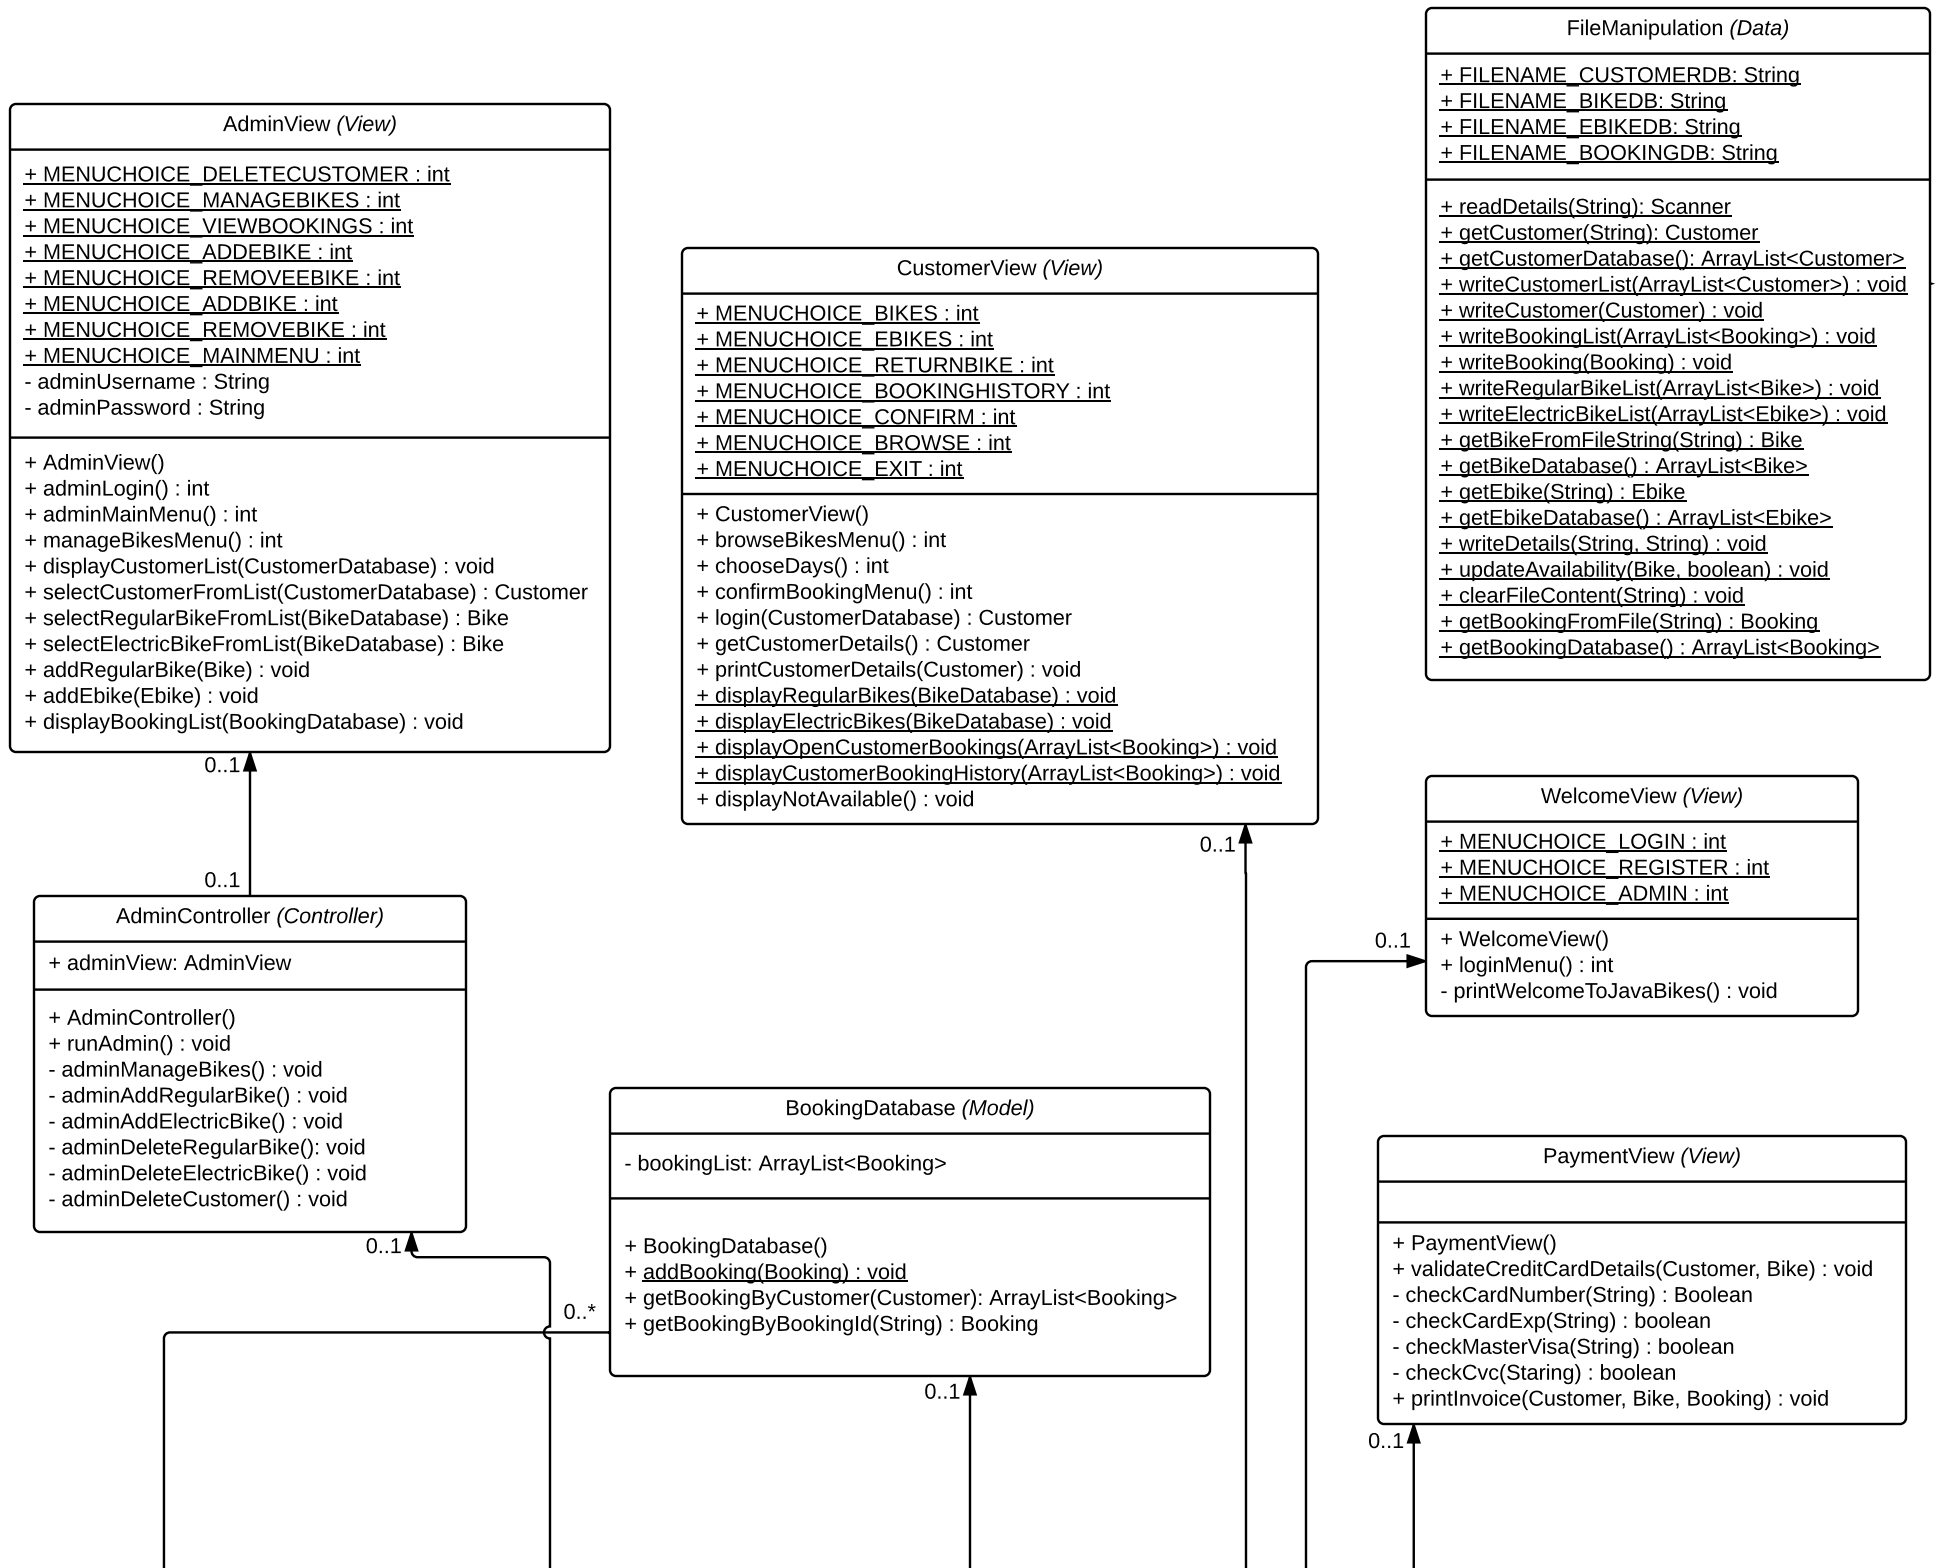 AdminView (View)
+ MENUCHOICE_DELETECUSTOMER : int
+ MENUCHOICE_MANAGEBIKES : int
+ MENUCHOICE_VIEWBOOKINGS : int
+ MENUCHOICE_ADDEBIKE : int
+ MENUCHOICE_REMOVEEBIKE : int
+ MENUCHOICE_ADDBIKE : int
+ MENUCHOICE_REMOVEBIKE : int
+ MENUCHOICE_MAINMENU : int
- adminUsername : String
- adminPassword : String
+ AdminView()
+ adminLogin() : int
+ adminMainMenu() : int
+ manageBikesMenu() : int
+ displayCustomerList(CustomerDatabase) : void
+ selectCustomerFromList(CustomerDatabase) : Customer
+ selectRegularBikeFromList(BikeDatabase) : Bike
+ selectElectricBikeFromList(BikeDatabase) : Bike
+ addRegularBike(Bike) : void
+ addEbike(Ebike) : void
+ displayBookingList(BookingDatabase) : void
0..1
0..1
AdminController (Controller)
+ adminView: AdminView
+ AdminController()
+ runAdmin() : void
- adminManageBikes() : void
- adminAddRegularBike() : void
- adminAddElectricBike() : void
- adminDeleteRegularBike(): void
- adminDeleteElectricBike() : void
- adminDeleteCustomer() : void
0..1
CustomerView (View)
+ MENUCHOICE_BIKES : int
+ MENUCHOICE_EBIKES : int
+ MENUCHOICE_RETURNBIKE : int
+ MENUCHOICE_BOOKINGHISTORY : int
+ MENUCHOICE_CONFIRM : int
+ MENUCHOICE_BROWSE : int
+ MENUCHOICE_EXIT : int
+ CustomerView()
+ browseBikesMenu() : int
+ chooseDays() : int
+ confirmBookingMenu() : int
+ login(CustomerDatabase) : Customer
+ getCustomerDetails() : Customer
+ printCustomerDetails(Customer) : void
+ displayRegularBikes(BikeDatabase) : void
+ displayElectricBikes(BikeDatabase) : void
+ displayOpenCustomerBookings(ArrayList<Booking>) : void
+ displayCustomerBookingHistory(ArrayList<Booking>) : void
+ displayNotAvailable() : void
0..1
BookingDatabase (Model)
- bookingList: ArrayList<Booking>
+ BookingDatabase()
+ addBooking(Booking) : void
+ getBookingByCustomer(Customer): ArrayList<Booking>
+ getBookingByBookingId(String) : Booking
0..*
0..1
FileManipulation (Data)
+ FILENAME_CUSTOMERDB: String
+ FILENAME_BIKEDB: String
+ FILENAME_EBIKEDB: String
+ FILENAME_BOOKINGDB: String
+ readDetails(String): Scanner
+ getCustomer(String): Customer
+ getCustomerDatabase(): ArrayList<Customer>
+ writeCustomerList(ArrayList<Customer>) : void
+ writeCustomer(Customer) : void
+ writeBookingList(ArrayList<Booking>) : void
+ writeBooking(Booking) : void
+ writeRegularBikeList(ArrayList<Bike>) : void
+ writeElectricBikeList(ArrayList<Ebike>) : void
+ getBikeFromFileString(String) : Bike
+ getBikeDatabase() : ArrayList<Bike>
+ getEbike(String) : Ebike
+ getEbikeDatabase() : ArrayList<Ebike>
+ writeDetails(String, String) : void
+ updateAvailability(Bike, boolean) : void
+ clearFileContent(String) : void
+ getBookingFromFile(String) : Booking
+ getBookingDatabase() : ArrayList<Booking>
WelcomeView (View)
+ MENUCHOICE_LOGIN : int
+ MENUCHOICE_REGISTER : int
+ MENUCHOICE_ADMIN : int
+ WelcomeView()
+ loginMenu() : int
- printWelcomeToJavaBikes() : void
0..1
PaymentView (View)
+ PaymentView()
+ validateCreditCardDetails(Customer, Bike) : void
- checkCardNumber(String) : Boolean
- checkCardExp(String) : boolean
- checkMasterVisa(String) : boolean
- checkCvc(Staring) : boolean
+ printInvoice(Customer, Bike, Booking) : void
0..1